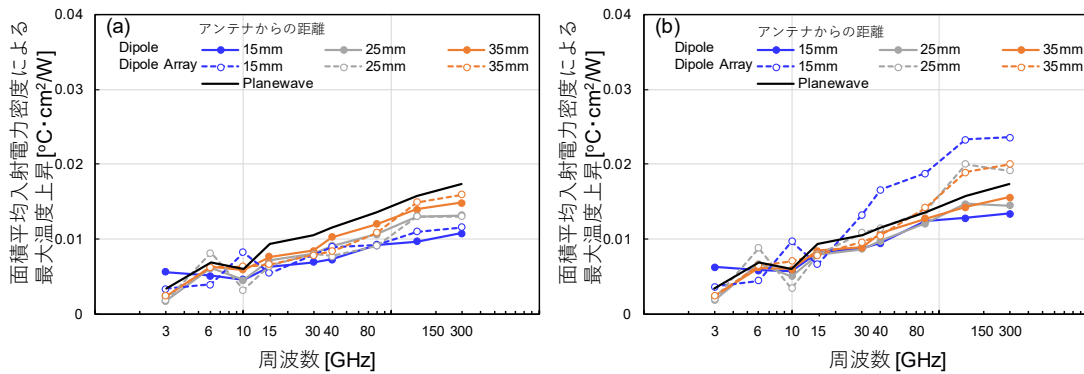 (a)
アンテナからの距離
Dipole 15mm 25mm 35mm
Dipole Array 15mm 25mm 35mm
Planewave
面積平均入射電力密度による
最大温度上昇 [ºC･cm²/W]
0.04
0.03
0.02
0.01
0
3 6 10 15 30 40 80 150 300
周波数 [GHz]
(b)
アンテナからの距離
Dipole 15mm 25mm 35mm
Dipole Array 15mm 25mm 35mm
Planewave
面積平均入射電力密度による
最大温度上昇 [ºC･cm²/W]
0.04
0.03
0.02
0.01
0
3 6 10 15 30 40 80 150 300
周波数 [GHz]